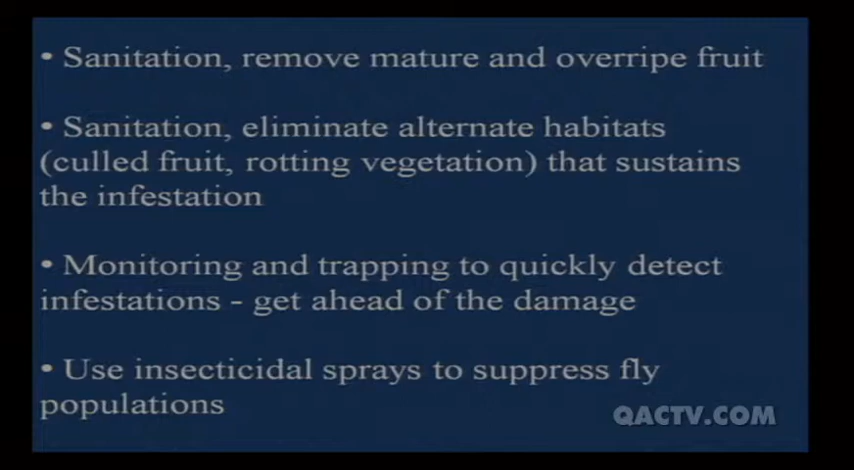 • Sanitation, remove mature and overripe fruit
• Sanitation, eliminate alternate habitats
(culled fruit, rotting vegetation) that sustains
the infestation
• Monitoring and trapping to quickly detect
infestations - get ahead of the damage
• Use insecticidal sprays to suppress fly
populations
QACTV.COM